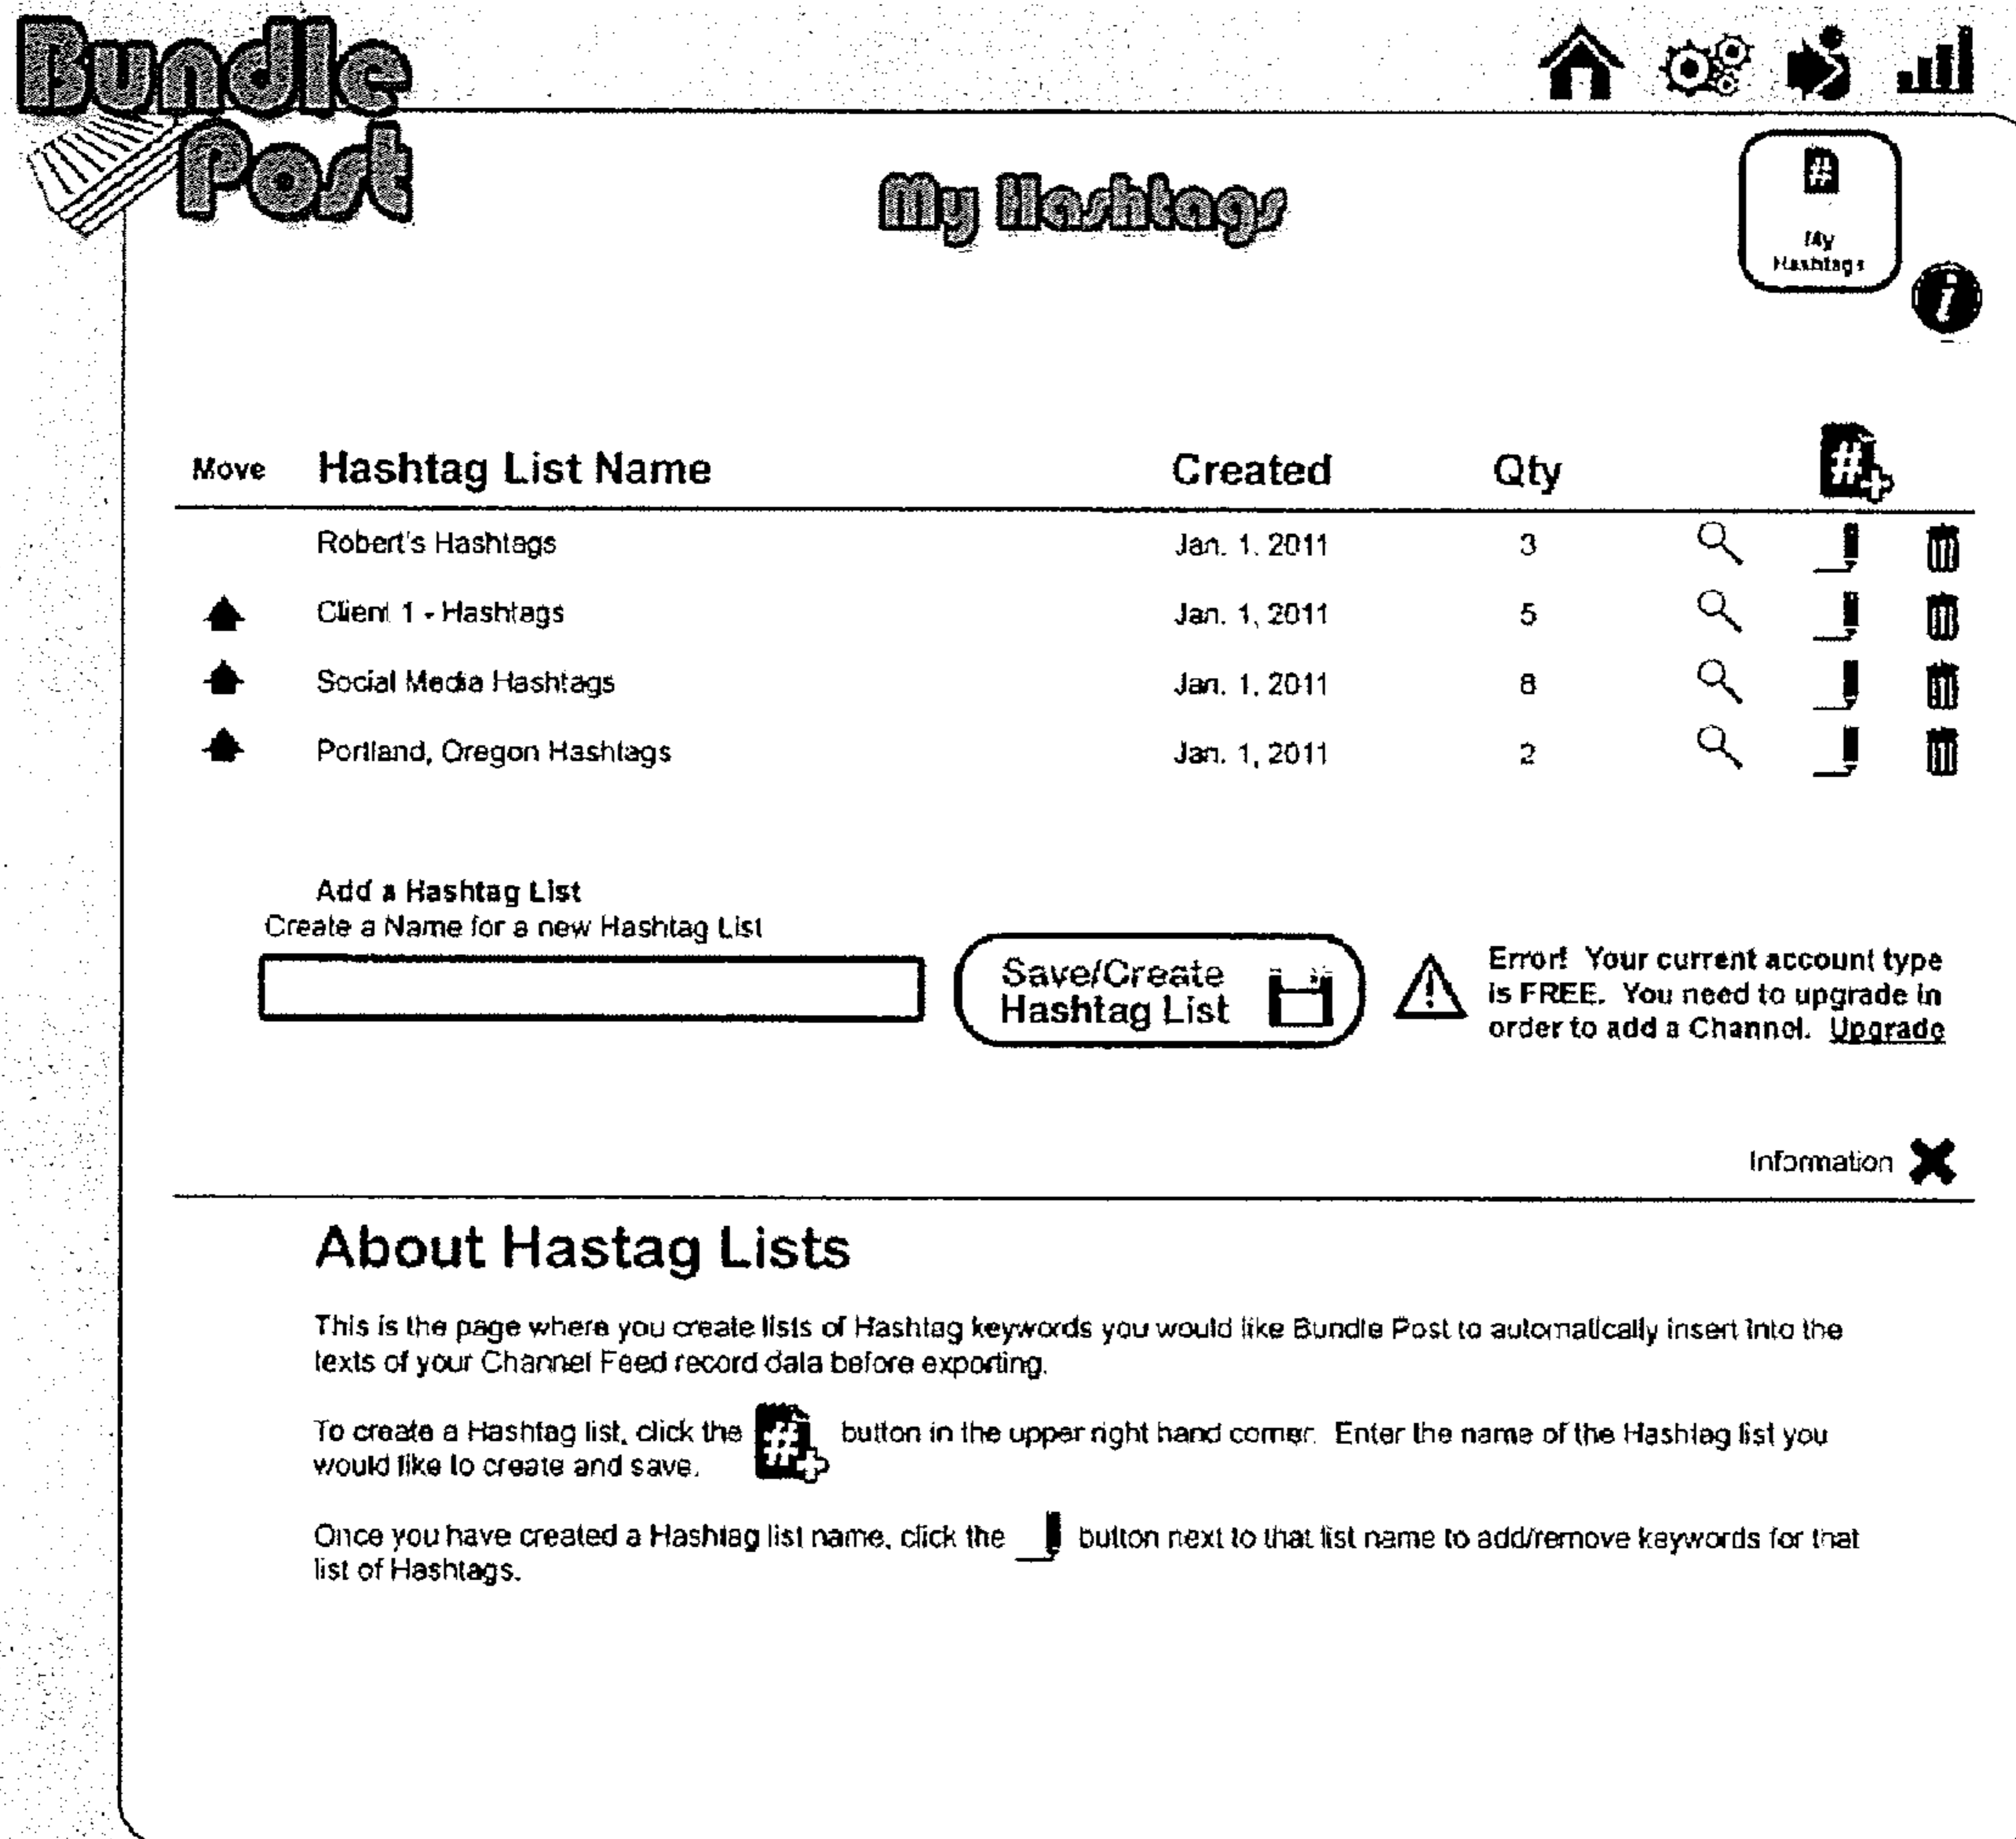 Bundle
Post
My Hashtags
#
My
Hashtags
i
Move Hashtag List Name Created Qty #
Robert's Hashtags Jan. 1, 2011 3
Client 1 - Hashtags Jan. 1, 2011 5
Social Media Hashtags Jan. 1, 2011 8
Portland, Oregon Hashtags Jan. 1, 2011 2
Add a Hashtag List
Create a Name for a new Hashtag List
Save/Create
Hashtag List
Error! Your current account type
is FREE. You need to upgrade in
order to add a Channel. Upgrade
Information
About Hastag Lists
This is the page where you create lists of Hashtag keywords you would like Bundle Post to automatically insert into the
texts of your Channel Feed record data before exporting.
To create a Hashtag list, click the # button in the upper right hand corner. Enter the name of the Hashtag list you
would like to create and save.
Once you have created a Hashtag list name, click the button next to that list name to add/remove keywords for that
list of Hashtags.